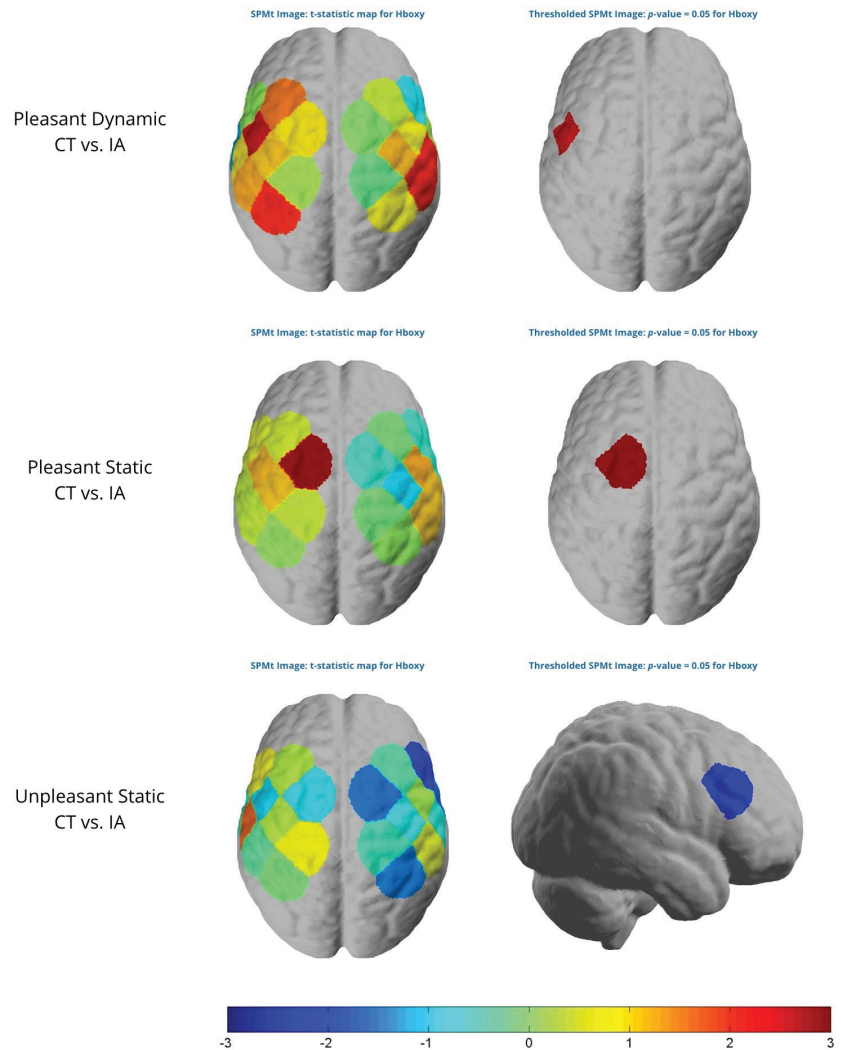 SPMt Image: t-statistic map for Hboxy
Thresholded SPMt Image: p-value = 0.05 for Hboxy
Pleasant Dynamic
CT vs. IA
SPMt Image: t-statistic map for Hboxy
Thresholded SPMt Image: p-value = 0.05 for Hboxy
Pleasant Static
CT vs. IA
SPMt Image: t-statistic map for Hboxy
Thresholded SPMt Image: p-value = 0.05 for Hboxy
Unpleasant Static
CT vs. IA
-3 -2 -1 0 1 2 3